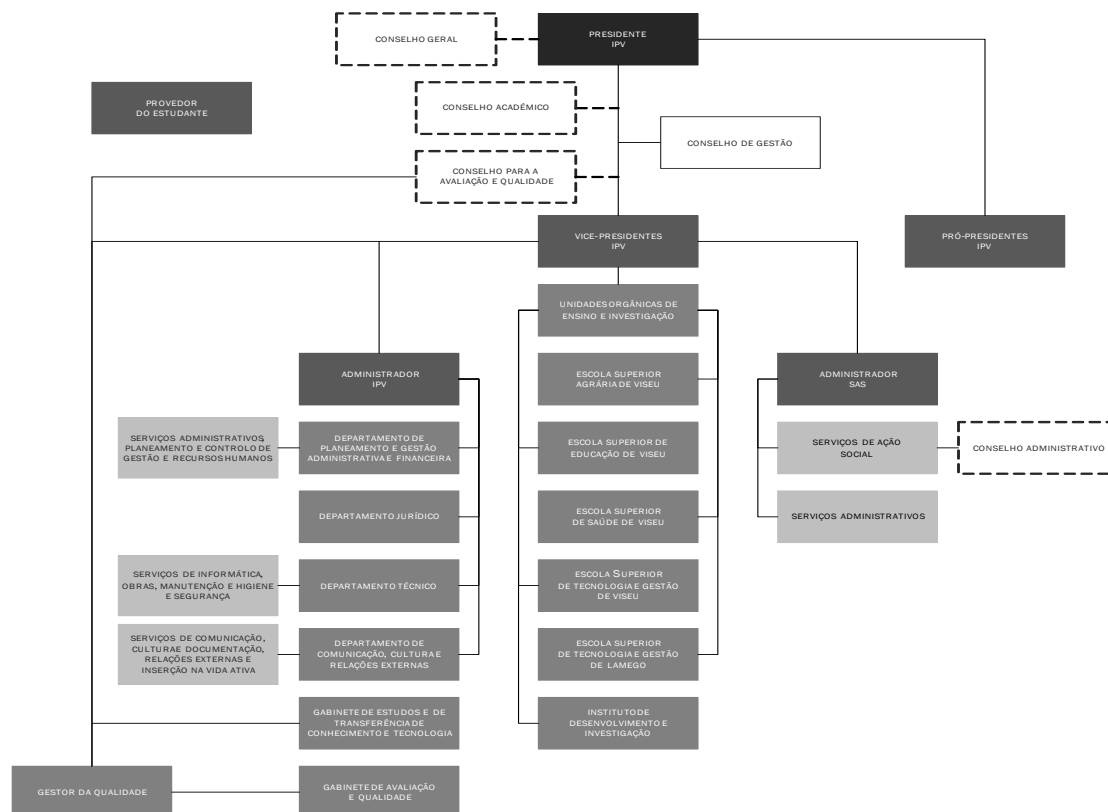 CONSELHO GERAL
PRESIDENTE
IPV
PROVEDOR
DO ESTUDANTE
CONSELHO ACADÉMICO
CONSELHO DE GESTÃO
CONSELHO PARA A
AVALIAÇÃO E QUALIDADE
VICE-PRESIDENTES
IPV
PRÓ-PRESIDENTES
IPV
UNIDADES ORGÂNICAS DE
ENSINO E INVESTIGAÇÃO
ADMINISTRADOR
IPV
ESCOLA SUPERIOR
AGRÁRIA DE VISEU
ADMINISTRADOR
SAS
SERVIÇOS ADMINISTRATIVOS,
PLANEAMENTO E CONTROLO DE
GESTÃO E RECURSOS HUMANOS
DEPARTAMENTO DE
PLANEAMENTO E GESTÃO
ADMINISTRATIVA E FINANCEIRA
ESCOLA SUPERIOR DE
EDUCAÇÃO DE VISEU
SERVIÇOS DE AÇÃO
SOCIAL
CONSELHO ADMINISTRATIVO
DEPARTAMENTO JURÍDICO
ESCOLA SUPERIOR
DE SAÚDE DE VISEU
SERVIÇOS ADMINISTRATIVOS
SERVIÇOS DE INFORMÁTICA,
OBRAS, MANUTENÇÃO E HIGIENE
E SEGURANÇA
DEPARTAMENTO TÉCNICO
ESCOLA SUPERIOR
DE TECNOLOGIA E GESTÃO
DE VISEU
SERVIÇOS DE COMUNICAÇÃO,
CULTURA E DOCUMENTAÇÃO,
RELAÇÕES EXTERNAS E
INSERÇÃO NA VIDA ATIVA
DEPARTAMENTO DE
COMUNICAÇÃO, CULTURA E
RELAÇÕES EXTERNAS
ESCOLA SUPERIOR
DE TECNOLOGIA E GESTÃO
DE LAMEGO
GABINETE DE ESTUDOS E DE
TRANSFERÊNCIA DE
CONHECIMENTO E TECNOLOGIA
INSTITUTO DE
DESENVOLVIMENTO E
INVESTIGAÇÃO
GESTOR DA QUALIDADE
GABINETE DE AVALIAÇÃO
E QUALIDADE